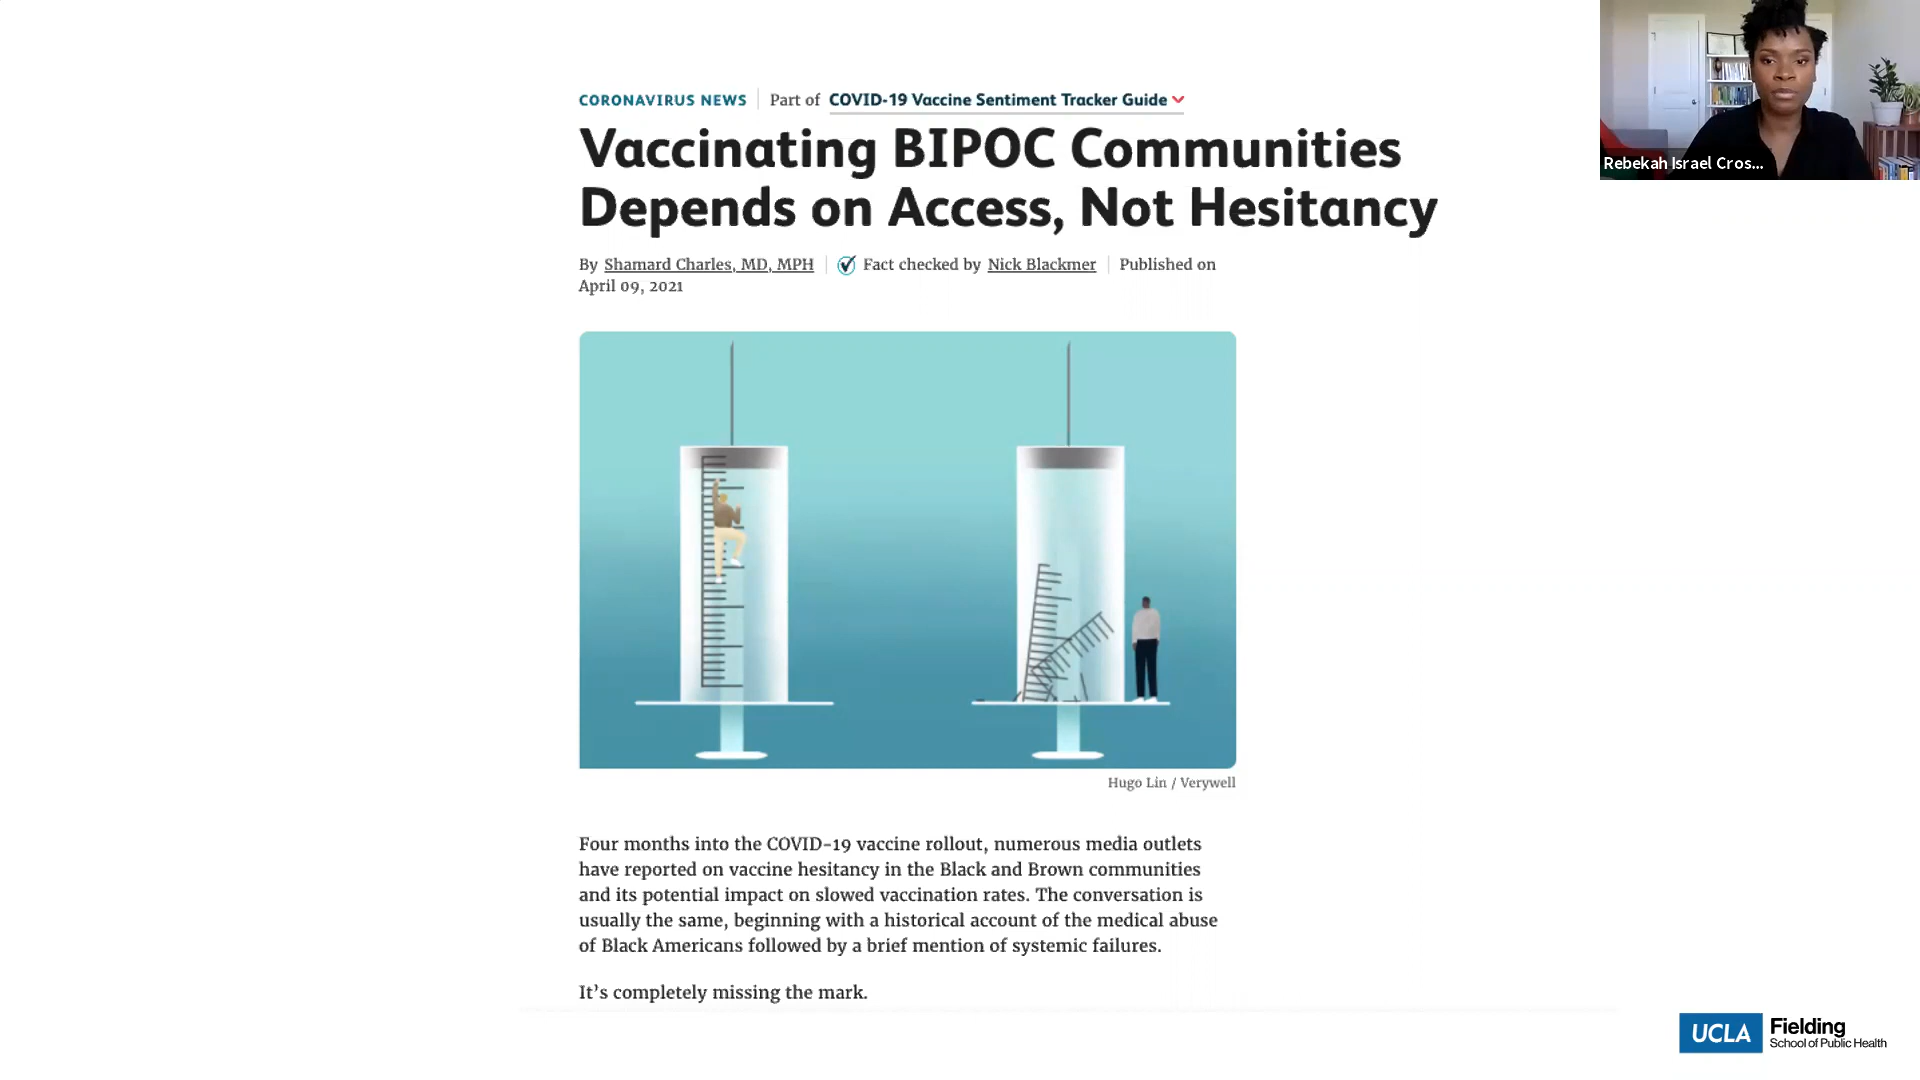 CORONAVIRUS NEWS Part of COVID-19 Vaccine Sentiment Tracker Guide
Vaccinating BIPOC Communities
Depends on Access, Not Hesitancy
By Shamard Charles, MD, MPH Fact checked by Nick Blackmer Published on
April 09, 2021
Hugo Lin / Verywell
Four months into the COVID-19 vaccine rollout, numerous media outlets
have reported on vaccine hesitancy in the Black and Brown communities
and its potential impact on slowed vaccination rates. The conversation is
usually the same, beginning with a historical account of the medical abuse
of Black Americans followed by a brief mention of systemic failures.
It’s completely missing the mark.
Rebekah Israel Cros...
UCLA Fielding
School of Public Health